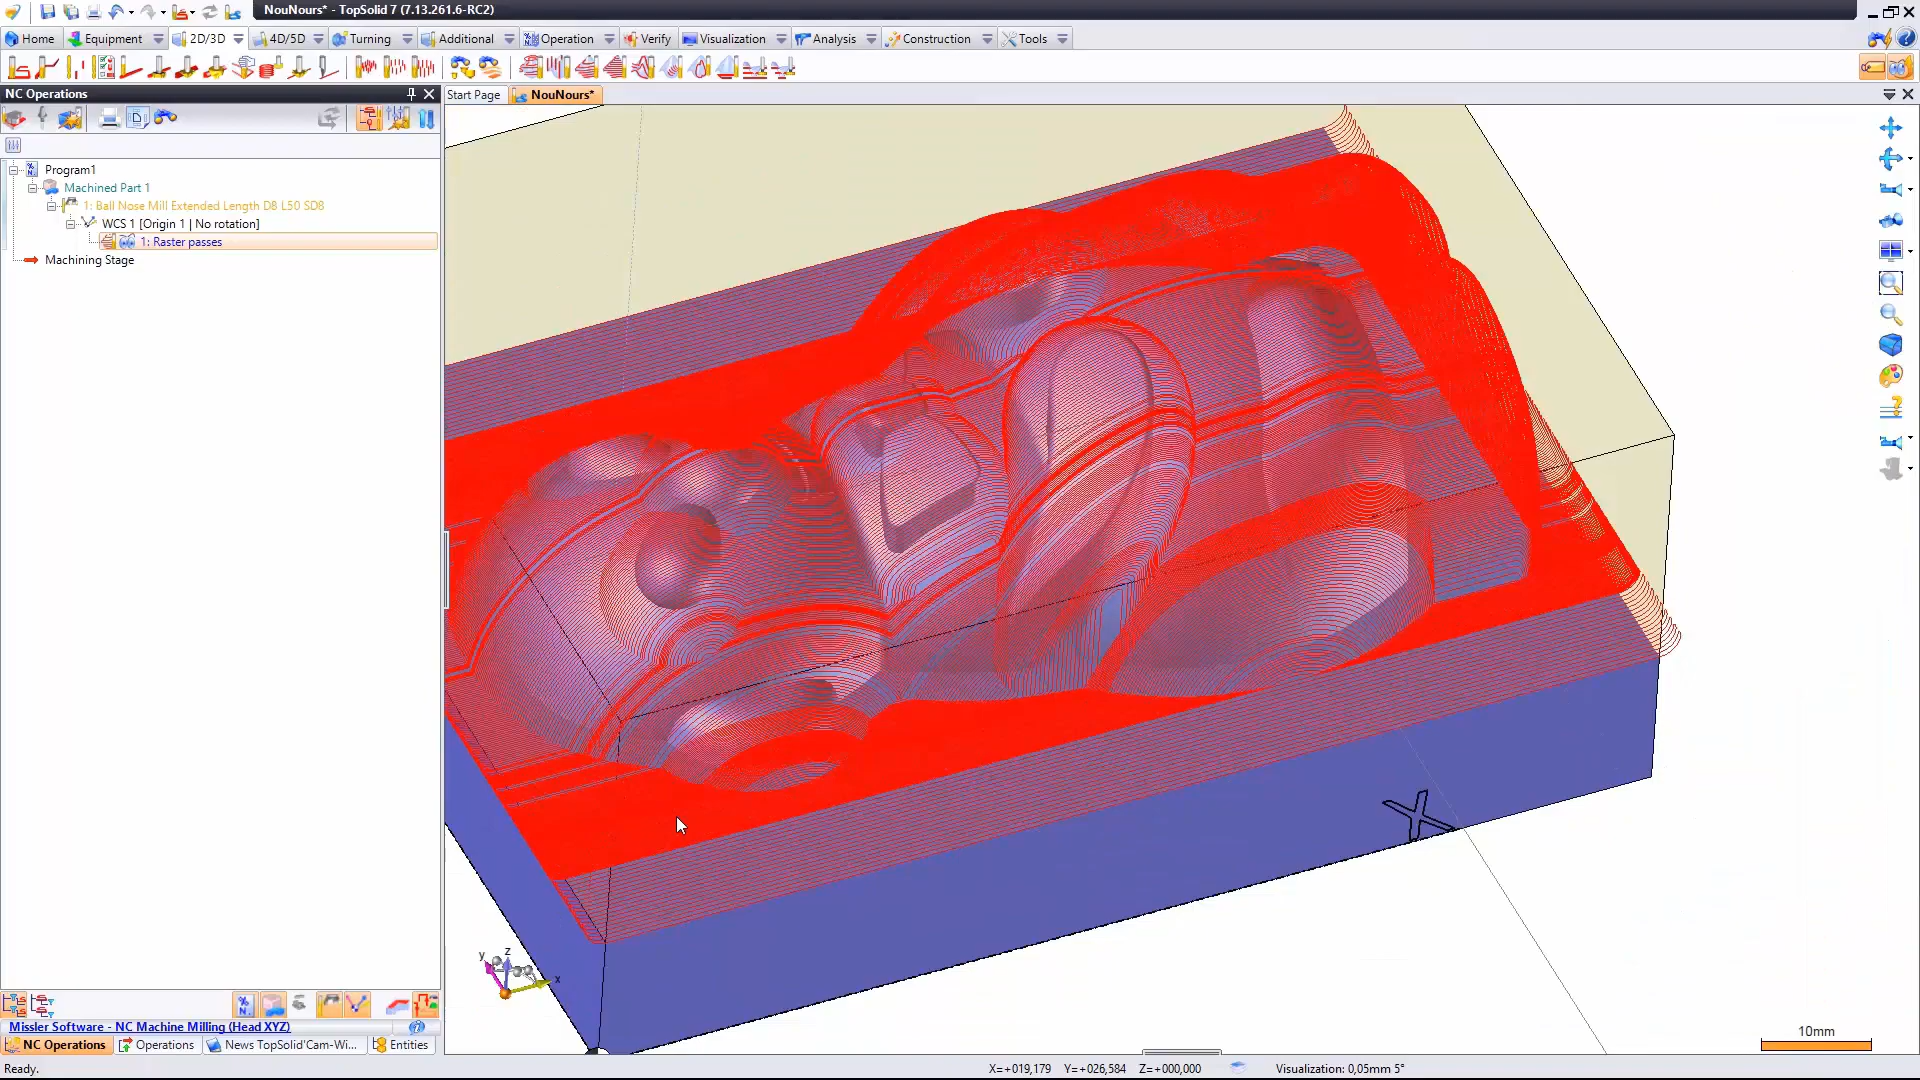 NouNours* - TopSolid 7 (7.13.261.6-RC2)
Home Equipment 2D/3D 4D/5D Turning Additional Operation Verify Visualization Analysis Construction Tools
NC Operations
Start Page NouNours*
Program1
Machined Part 1
1: Ball Nose Mill Extended Length D8 L50 SD8
WCS 1 [Origin 1 | No rotation]
1: Raster passes
Machining Stage
X
y z x
10mm
Missler Software - NC Machine Milling (Head XYZ)
NC Operations Operations News TopSolid'Cam-Wi... Entities
Ready. X=+019,179 Y=+026,584 Z=+000,000 Visualization: 0,05mm 5°